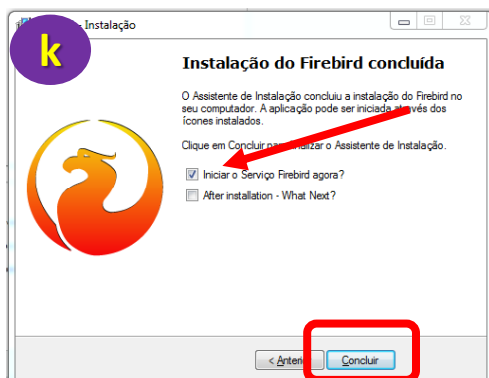 - Instalação
k
Instalação do Firebird concluída
O Assistente de Instalação concluiu a instalação do Firebird no
seu computador. A aplicação pode ser iniciada através dos
ícones instalados.
Clique em Concluir para finalizar o Assistente de Instalação.
Iniciar o Serviço Firebird agora?
After installation - What Next?
< Anterior
Concluir